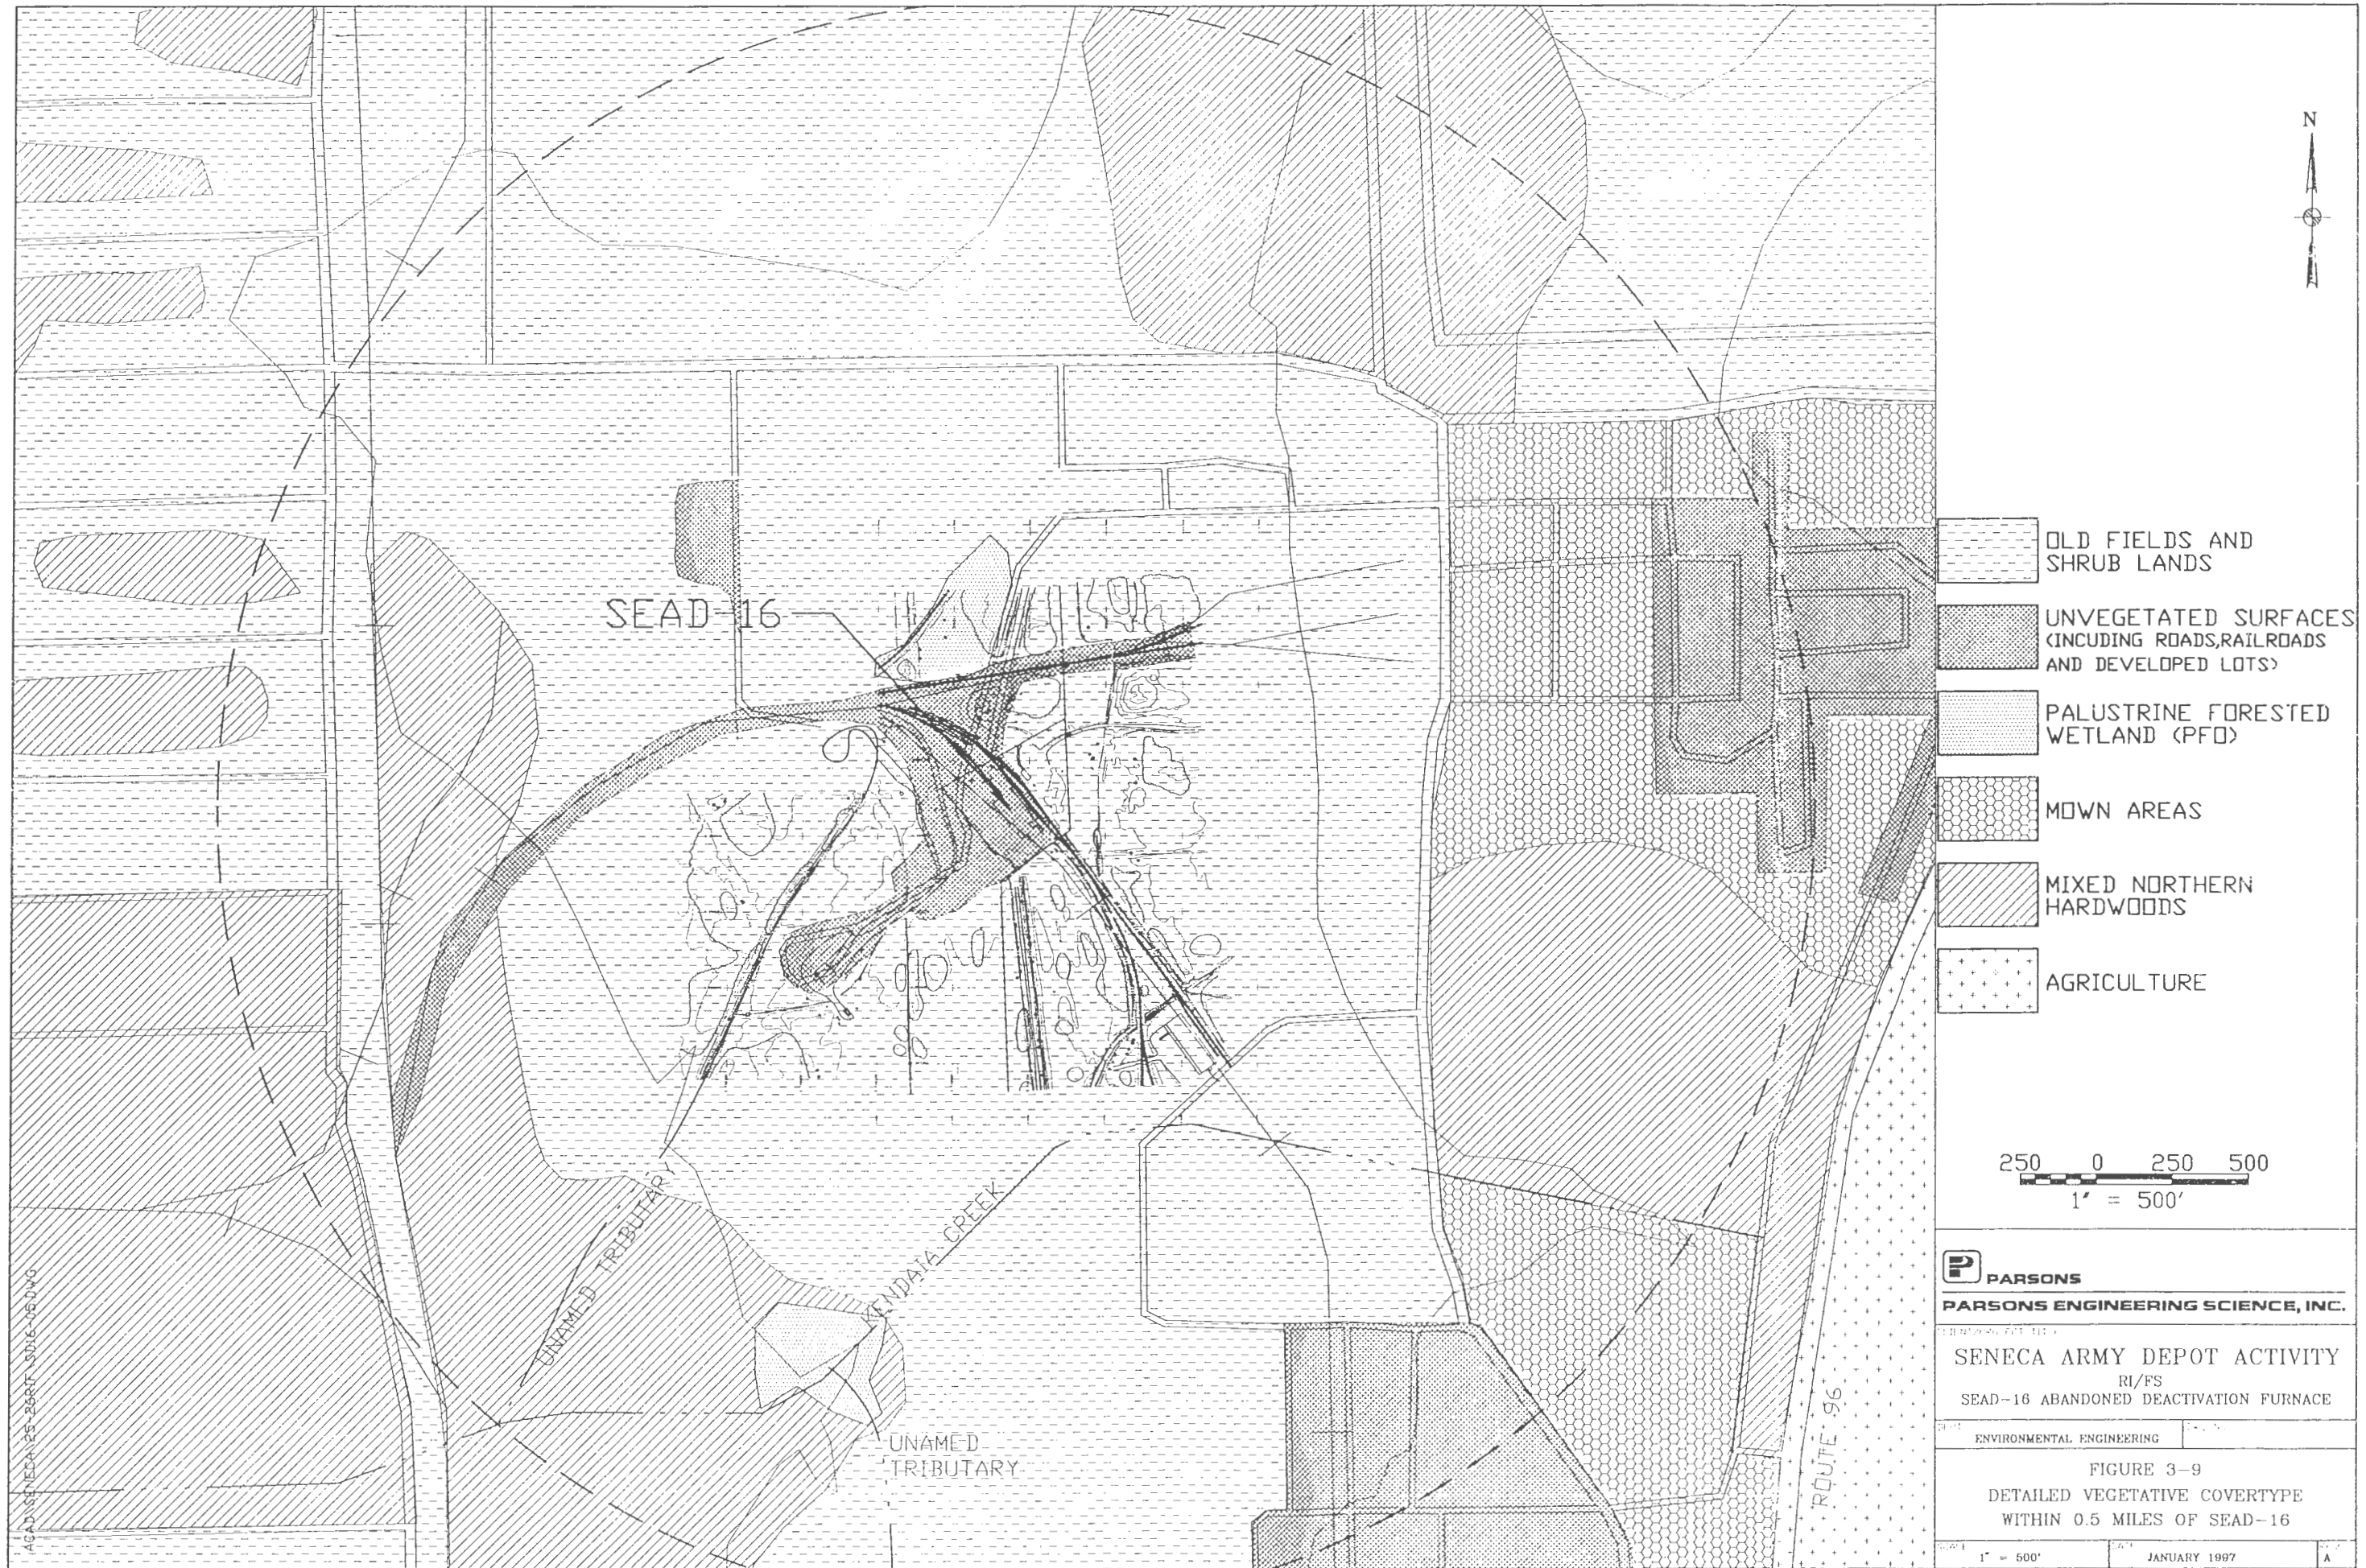 SEAD-16
UNAMED TRIBUTARY
KENDAIA CREEK
UNAMED
TRIBUTARY
ROUTE 96
N
OLD FIELDS AND
SHRUB LANDS
UNVEGETATED SURFACES
(INCUDING ROADS,RAILROADS
AND DEVELOPED LOTS)
PALUSTRINE FORESTED
WETLAND (PFO)
MOWN AREAS
MIXED NORTHERN
HARDWOODS
AGRICULTURE
250 0 250 500
1" = 500'
P PARSONS
PARSONS ENGINEERING SCIENCE, INC.
SENECA ARMY DEPOT ACTIVITY
RI/FS
SEAD-16 ABANDONED DEACTIVATION FURNACE
ENVIRONMENTAL ENGINEERING
FIGURE 3-9
DETAILED VEGETATIVE COVERTYPE
WITHIN 0.5 MILES OF SEAD-16
1" = 500'
JANUARY 1997
A